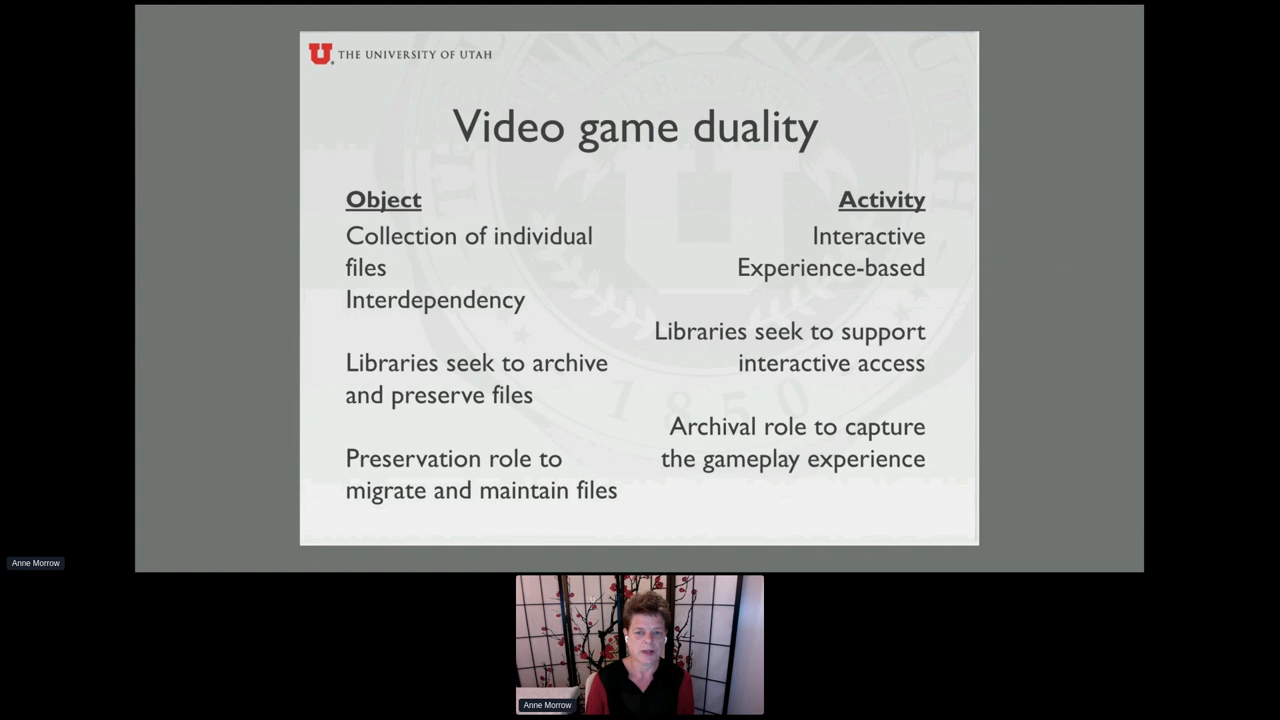 U THE UNIVERSITY OF UTAH
Video game duality
Object
Collection of individual
files
Interdependency
Libraries seek to archive
and preserve files
Preservation role to
migrate and maintain files
Activity
Interactive
Experience-based
Libraries seek to support
interactive access
Archival role to capture
the gameplay experience
1850
Anne Morrow
Anne Morrow